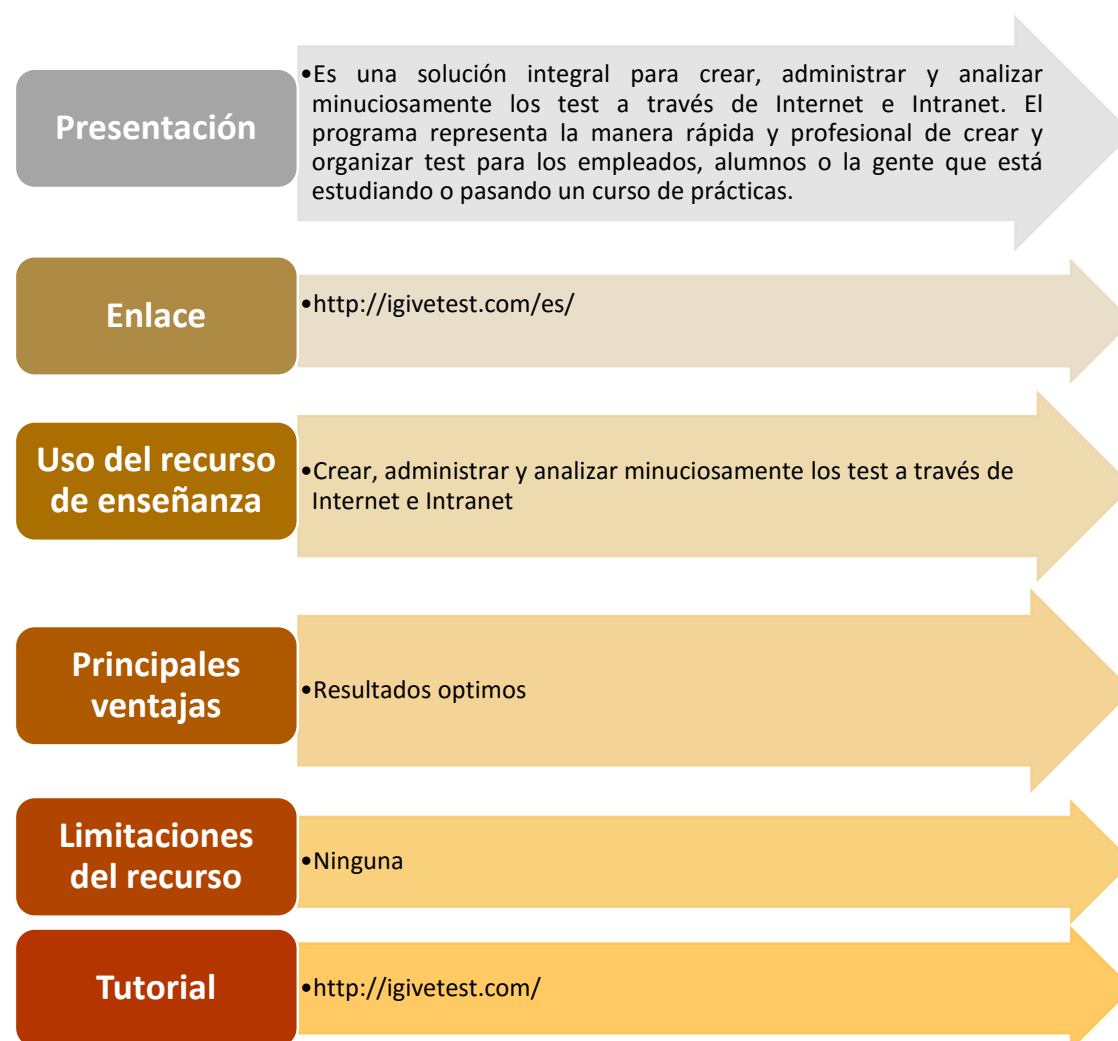 Presentación
•Es una solución integral para crear, administrar y analizar
minuciosamente los test a través de Internet e Intranet. El
programa representa la manera rápida y profesional de crear y
organizar test para los empleados, alumnos o la gente que está
estudiando o pasando un curso de prácticas.
Enlace
•http://igivetest.com/es/
Uso del recurso
de enseñanza
•Crear, administrar y analizar minuciosamente los test a través de
Internet e Intranet
Principales
ventajas
•Resultados optimos
Limitaciones
del recurso
•Ninguna
Tutorial
•http://igivetest.com/